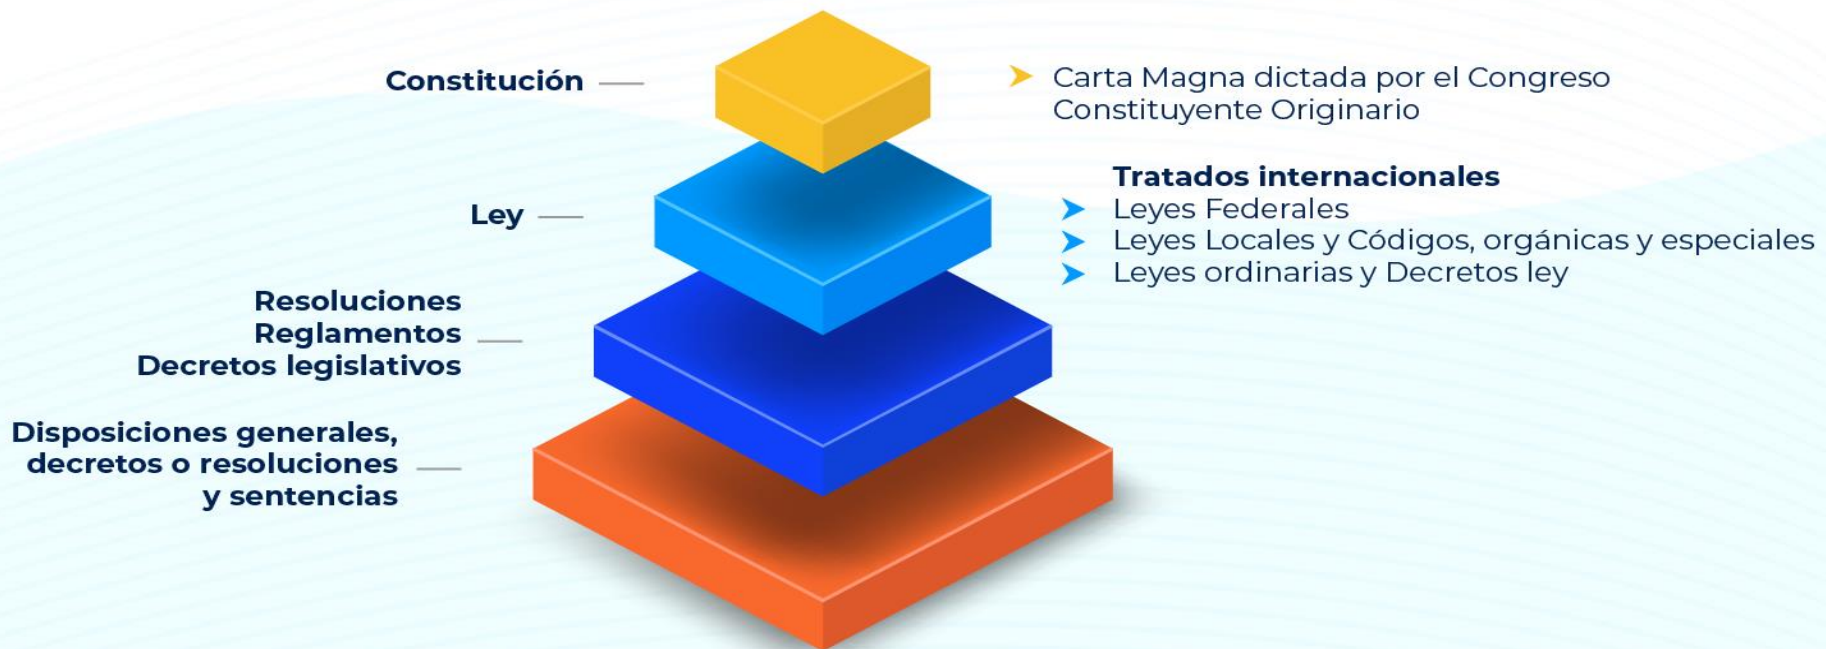 Constitución
Carta Magna dictada por el Congreso
Constituyente Originario
Ley
Tratados internacionales
Leyes Federales
Leyes Locales y Códigos, orgánicas y especiales
Leyes ordinarias y Decretos ley
Resoluciones
Reglamentos
Decretos legislativos
Disposiciones generales,
decretos o resoluciones
y sentencias